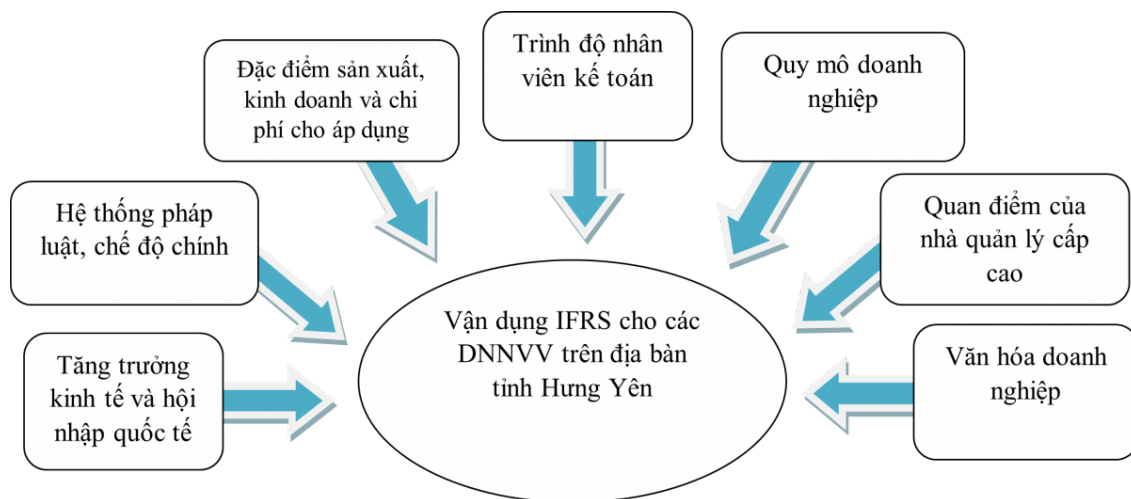 Tăng trưởng
kinh tế và hội
nhập quốc tế
Hệ thống pháp
luật, chế độ chính
Đặc điểm sản xuất,
kinh doanh và chi
phí cho áp dụng
Trình độ nhân
viên kế toán
Quy mô doanh
nghiệp
Quan điểm của
nhà quản lý cấp
cao
Văn hóa doanh
nghiệp
Vận dụng IFRS cho các
DNNVV trên địa bàn
tỉnh Hưng Yên